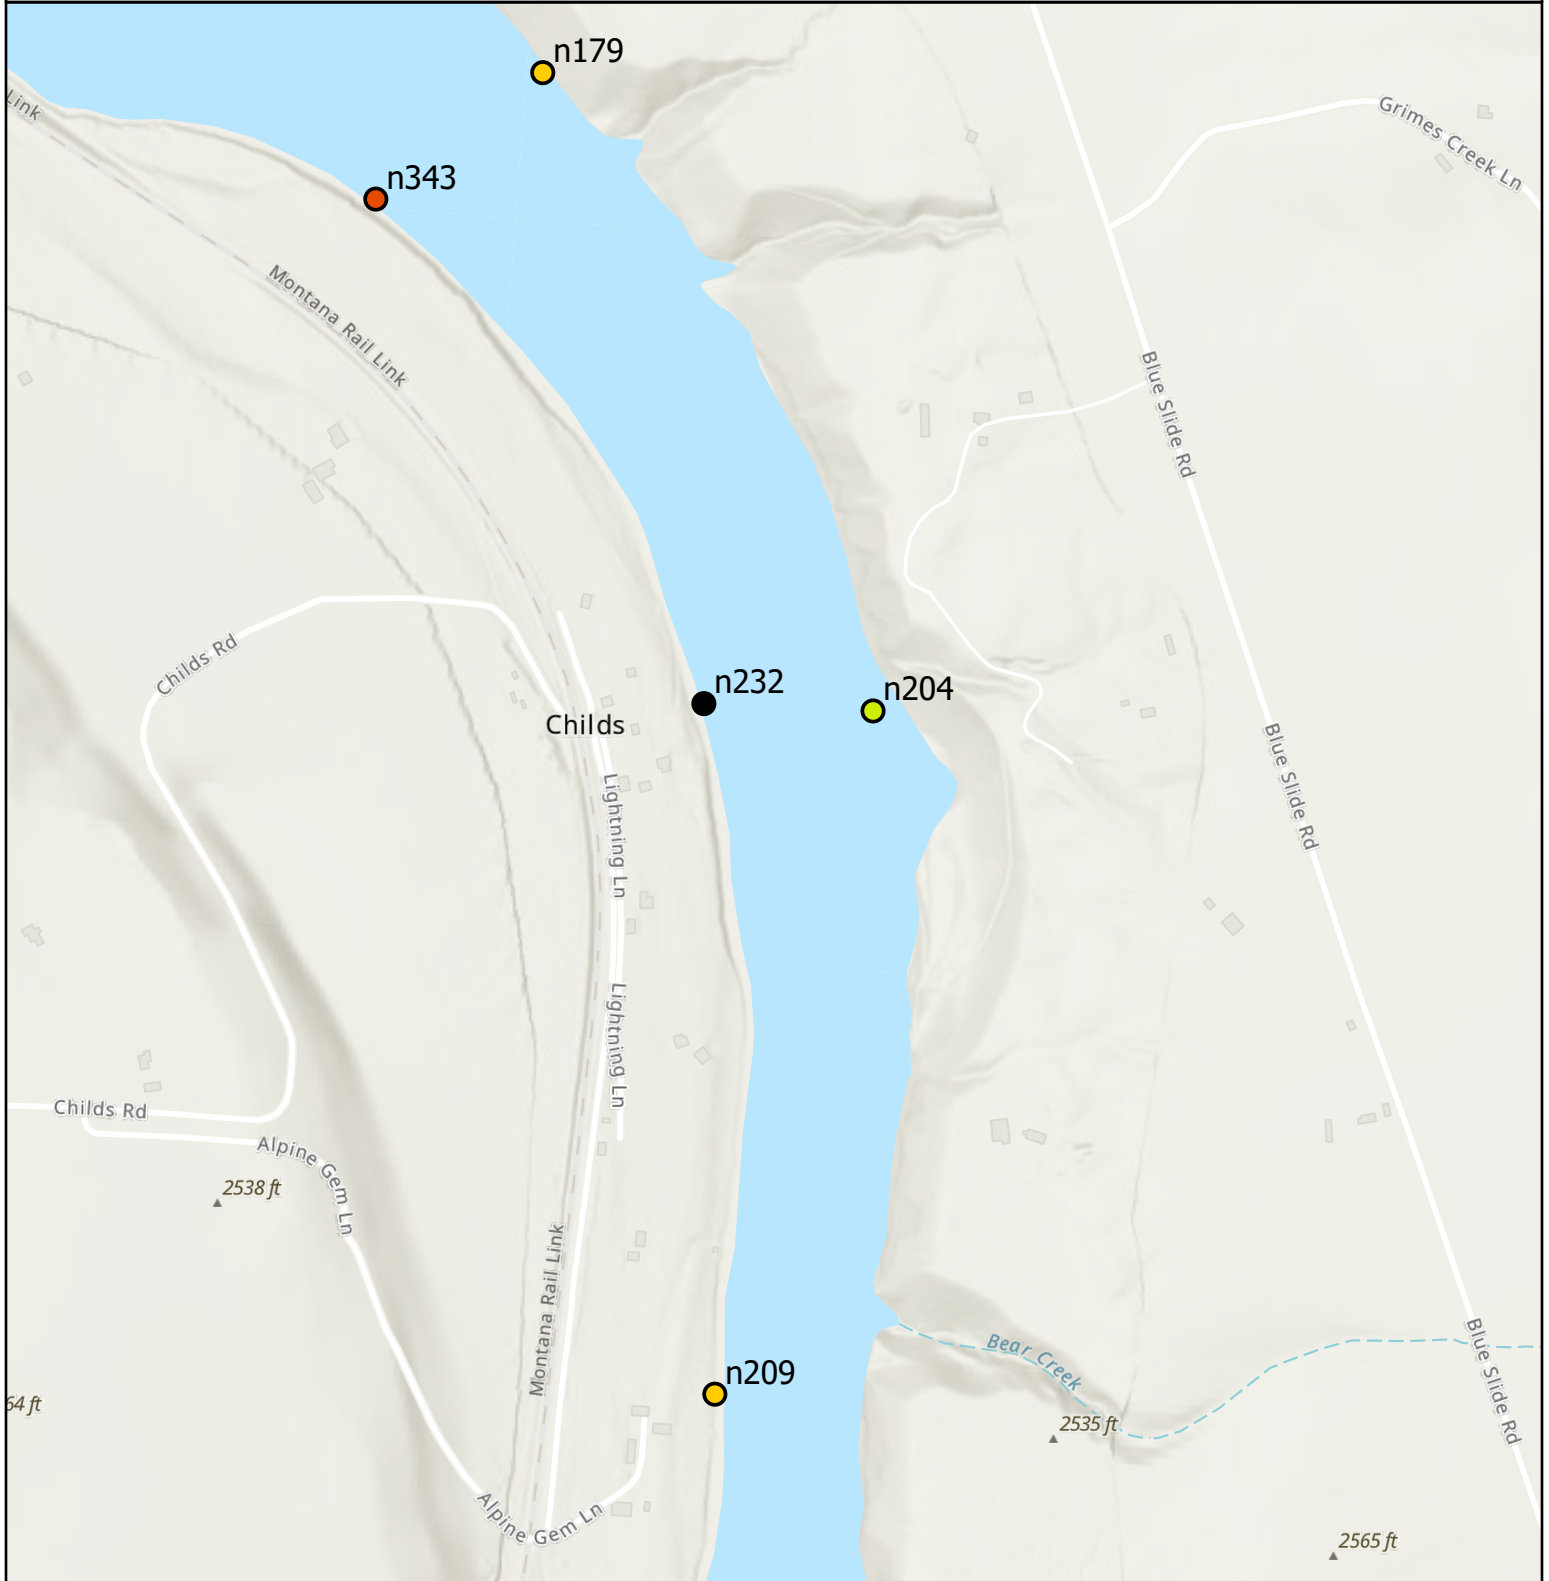 n179
Link
Grimes Creek Ln
n343
Montana Rail Link
Blue Slide Rd
Childs Rd
n232
n204
Childs
Blue Slide Rd
Lightning Ln
Lightning Ln
Childs Rd
Alpine Gem Ln
2538 ft
Montana Rail Link
Bear Creek
Blue Slide Rd
n209
64 ft
2535 ft
Alpine Gem Ln
2565 ft